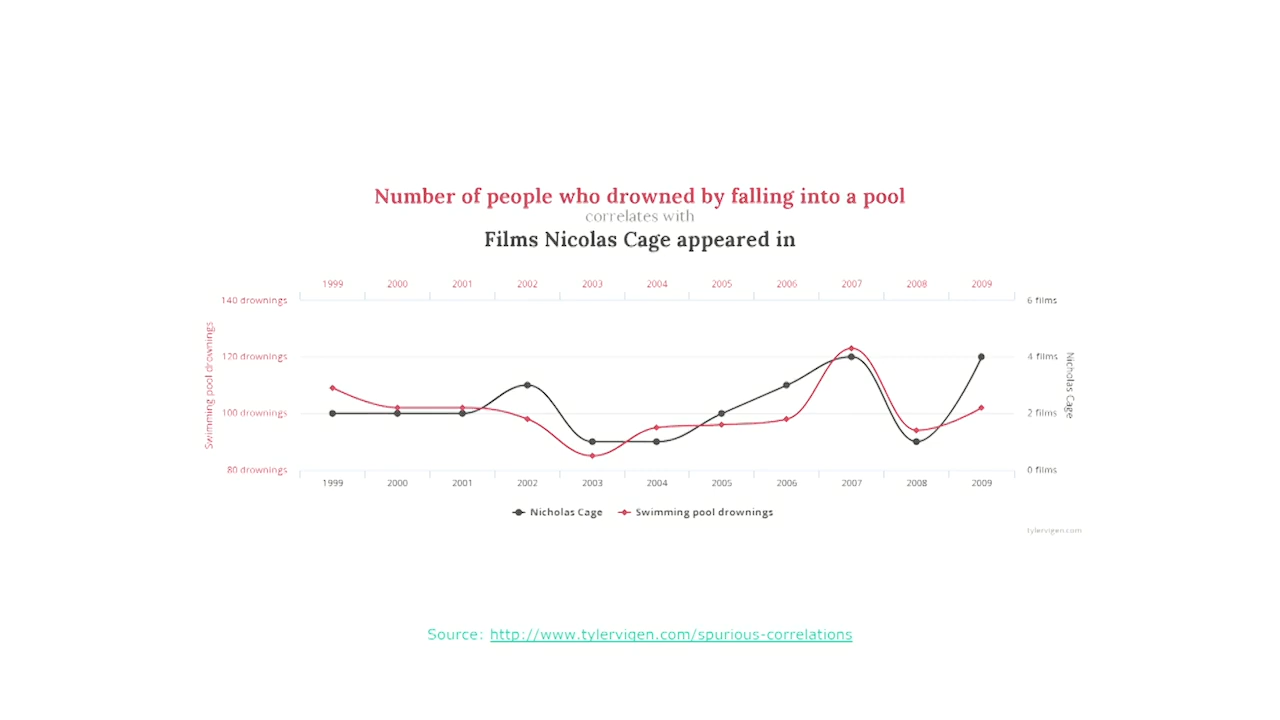 Number of people who drowned by falling into a pool
correlates with
Films Nicolas Cage appeared in
1999 2000 2001 2002 2003 2004 2005 2006 2007 2008 2009
140 drownings 6 films
120 drownings 4 films
100 drownings 2 films
80 drownings 0 films
Swimming pool drownings
Nicholas Cage
1999 2000 2001 2002 2003 2004 2005 2006 2007 2008 2009
Nicholas Cage Swimming pool drownings
tylervigen.com
Source: http://www.tylervigen.com/spurious-correlations